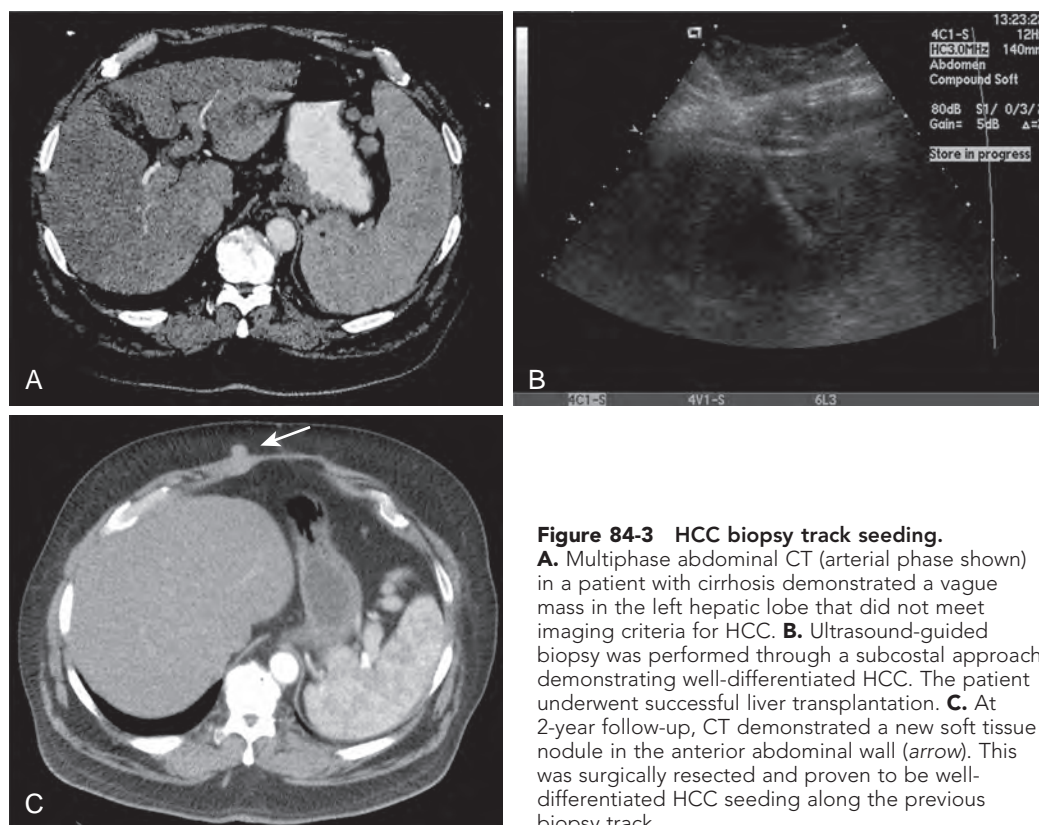 A
13:23:2
4C1-S 12H
HC3.0MHz 140mm
Abdomen
Compound Soft
80dB S1/ 0/3/
Gain= 5dB Δ=
Store in progress
B
4C1-S 4V1-S 6L3
C
Figure 84-3 HCC biopsy track seeding.
A. Multiphase abdominal CT (arterial phase shown)
in a patient with cirrhosis demonstrated a vague
mass in the left hepatic lobe that did not meet
imaging criteria for HCC. B. Ultrasound-guided
biopsy was performed through a subcostal approach
demonstrating well-differentiated HCC. The patient
underwent successful liver transplantation. C. At
2-year follow-up, CT demonstrated a new soft tissue
nodule in the anterior abdominal wall (arrow). This
was surgically resected and proven to be well-
differentiated HCC seeding along the previous
biopsy track